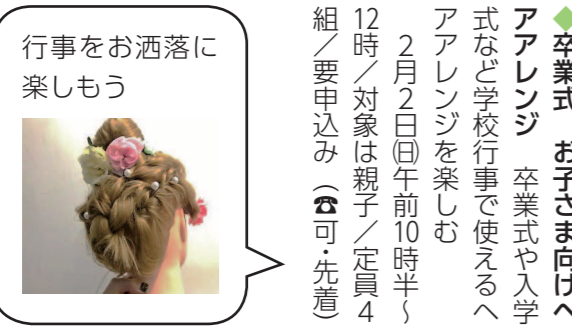 ◆卒業式 お子さま向けヘ
アアレンジ 卒業式や入学
式など学校行事で使えるヘ
アアレンジを楽しむ
2月2日㈰午前10時半〜
12時／対象は親子／定員4
組／要申込み（☎可・先着）
行事をお洒落に
楽しもう